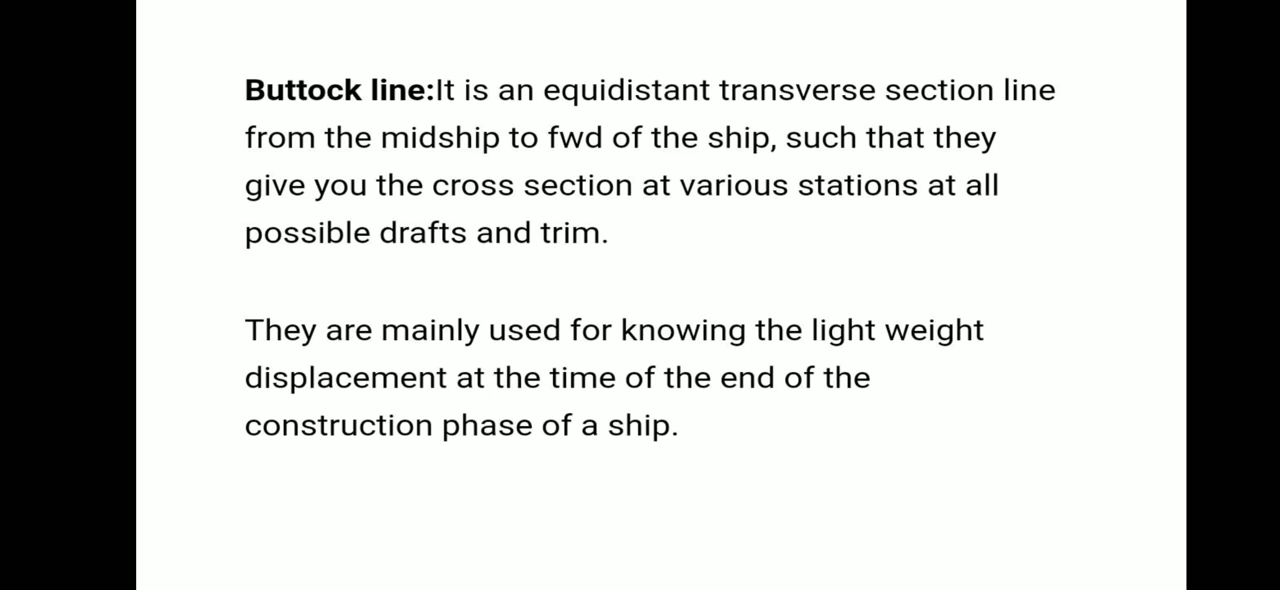 Buttock line:It is an equidistant transverse section line
from the midship to fwd of the ship, such that they
give you the cross section at various stations at all
possible drafts and trim.
They are mainly used for knowing the light weight
displacement at the time of the end of the
construction phase of a ship.